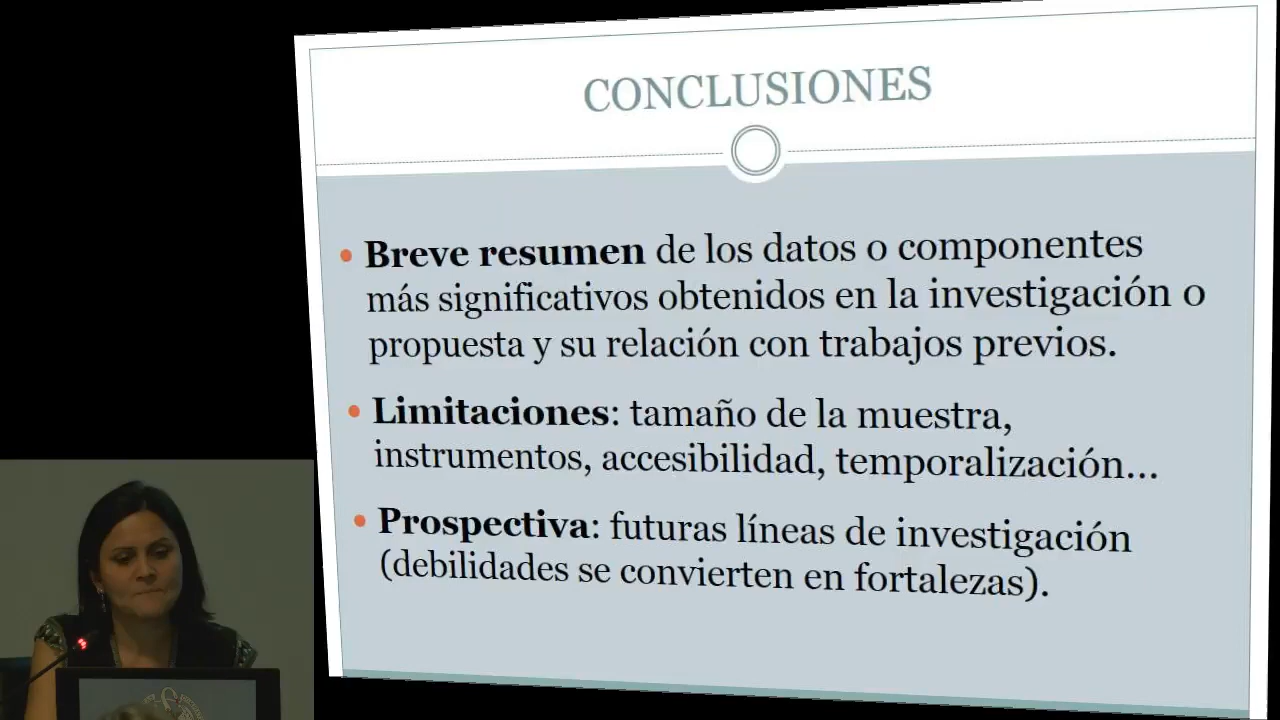 CONCLUSIONES
• Breve resumen de los datos o componentes
más significativos obtenidos en la investigación o
propuesta y su relación con trabajos previos.
• Limitaciones: tamaño de la muestra,
instrumentos, accesibilidad, temporalización...
• Prospectiva: futuras líneas de investigación
(debilidades se convierten en fortalezas).